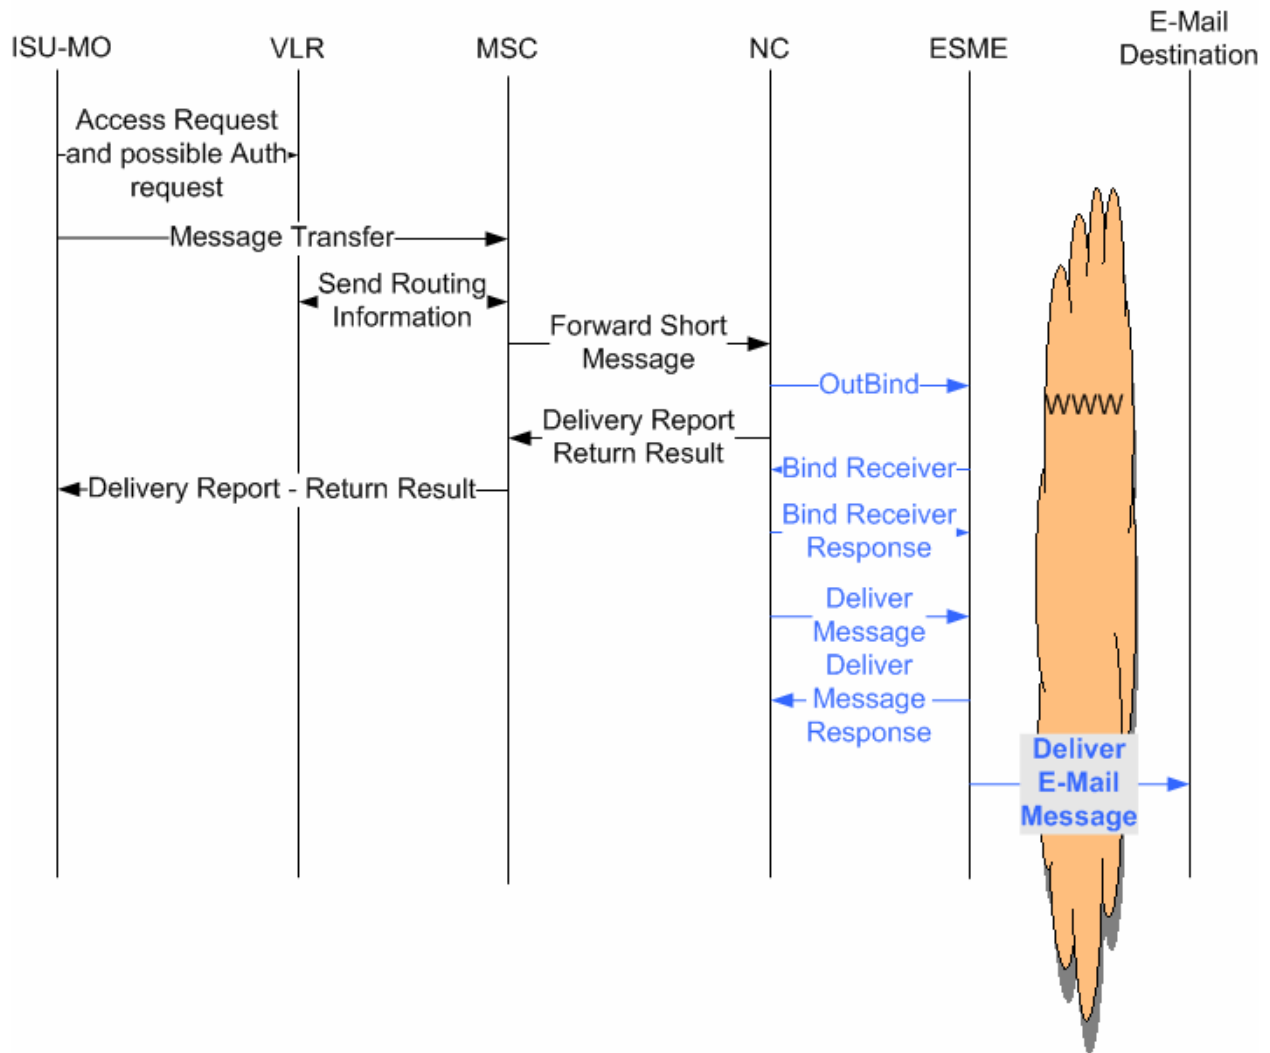 E-Mail
Destination
ISU-MO
VLR
MSC
NC
ESME
Access Request
and possible Auth
request
Message Transfer
Send Routing
Information
Forward Short
Message
OutBind
WWW
Delivery Report
Return Result
Bind Receiver
Delivery Report - Return Result
Bind Receiver
Response
Deliver
Message
Deliver
Message
Response
Deliver
E-Mail
Message